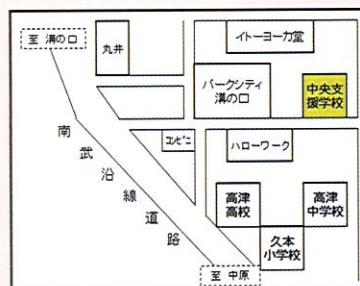 至 溝の口
丸井
イトーヨーカ堂
パークシティ
溝の口
中央支
援学校
南武沿線道路
コンビニ
ハローワーク
高津
高校
高津
中学校
久本
小学校
至 中原